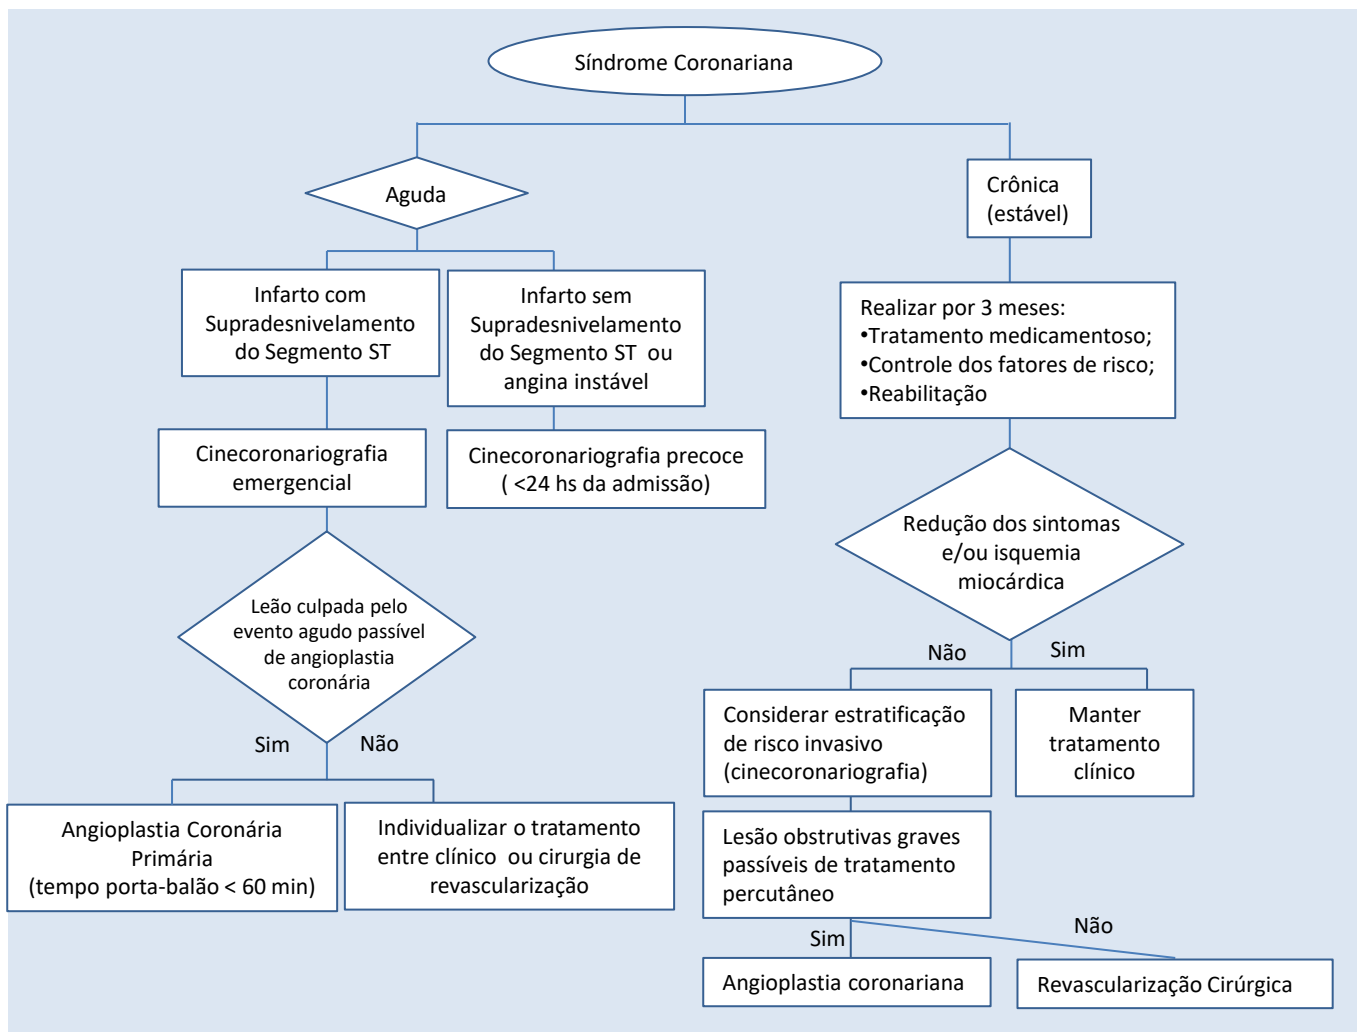 Síndrome Coronariana
Aguda
Crônica
(estável)
Infarto com
Supradesnivelamento
do Segmento ST
Infarto sem
Supradesnivelamento
do Segmento ST ou
angina instável
Realizar por 3 meses:
•Tratamento medicamentoso;
•Controle dos fatores de risco;
•Reabilitação
Cinecoronariografia
emergencial
Cinecoronariografia precoce
( <24 hs da admissão)
Redução dos sintomas
e/ou isquemia
miocárdica
Leão culpada pelo
evento agudo passível
de angioplastia
coronária
Não
Sim
Considerar estratificação
de risco invasivo
(cinecoronariografia)
Manter
tratamento
clínico
Sim
Não
Angioplastia Coronária
Primária
(tempo porta-balão < 60 min)
Individualizar o tratamento
entre clínico ou cirurgia de
revascularização
Lesão obstrutivas graves
passíveis de tratamento
percutâneo
Sim
Não
Angioplastia coronariana
Revascularização Cirúrgica